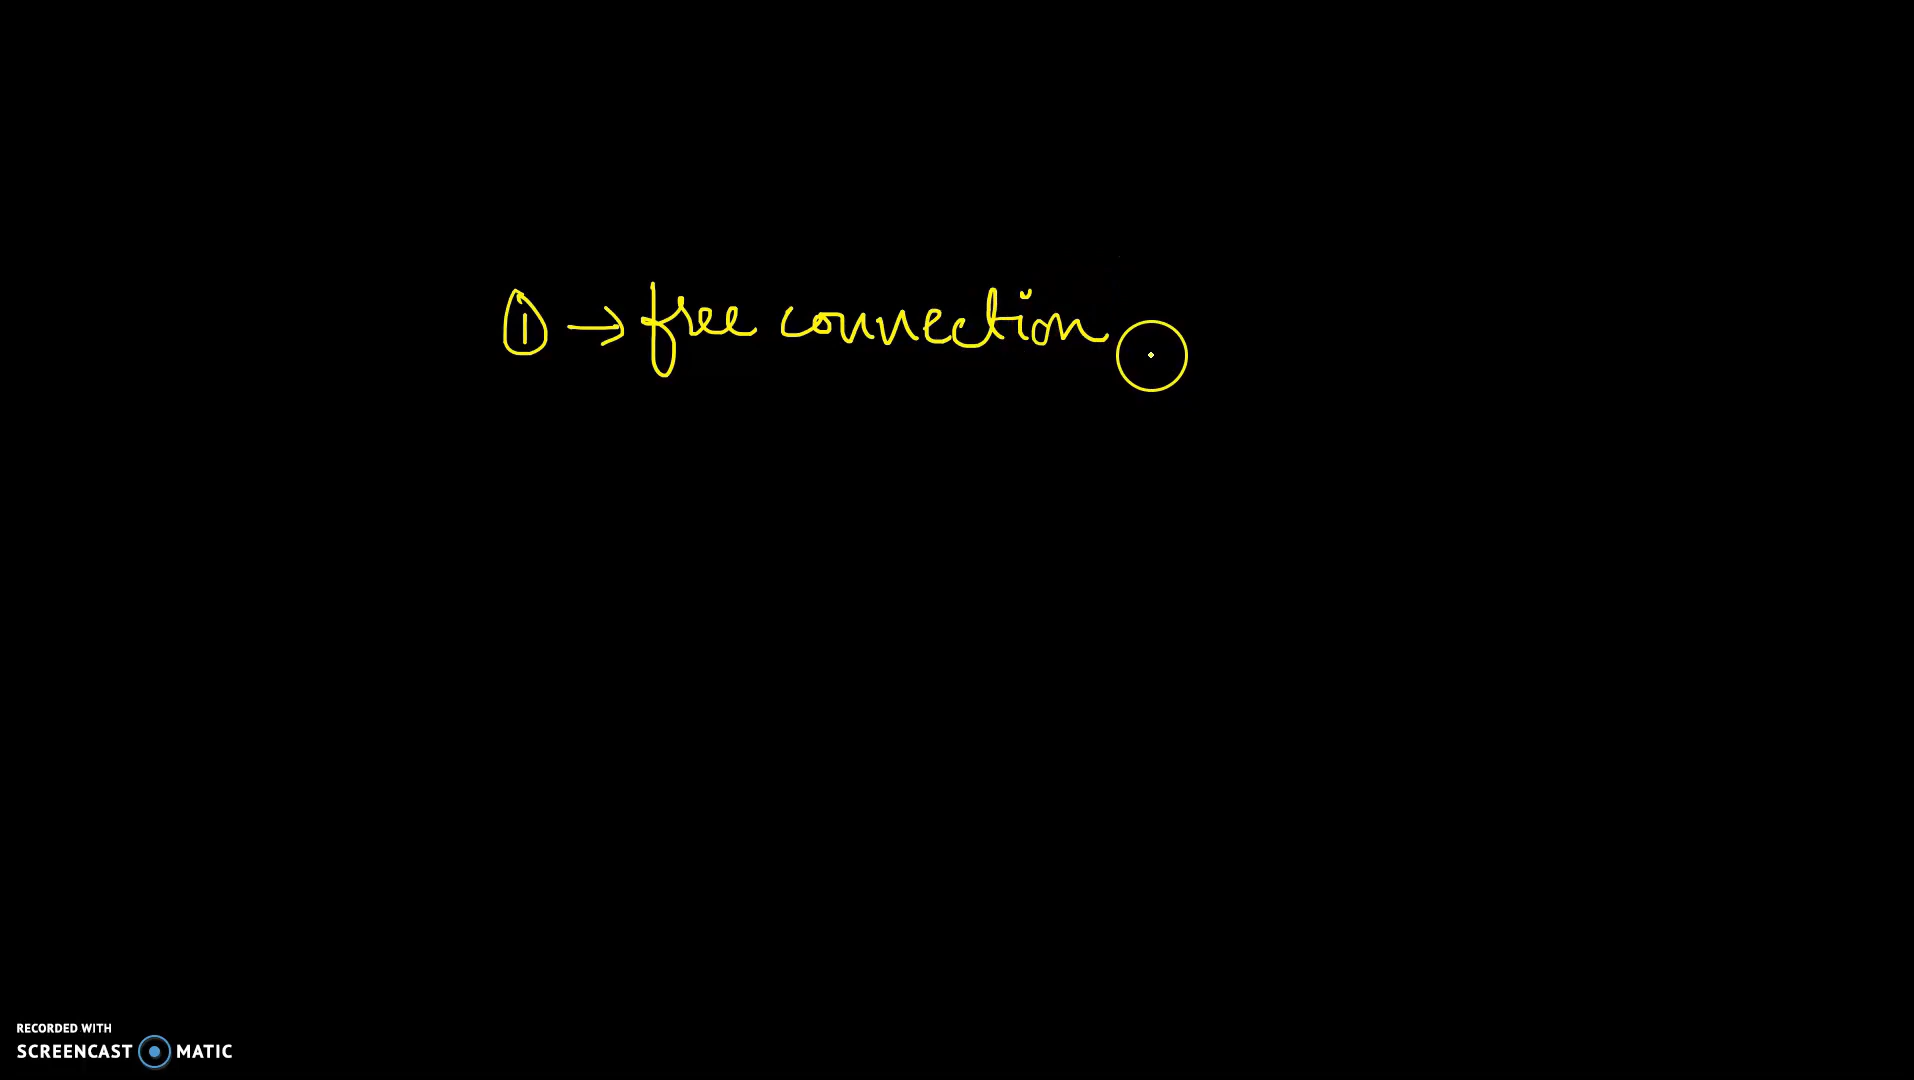 ① → free connection
RECORDED WITH
SCREENCAST MATIC